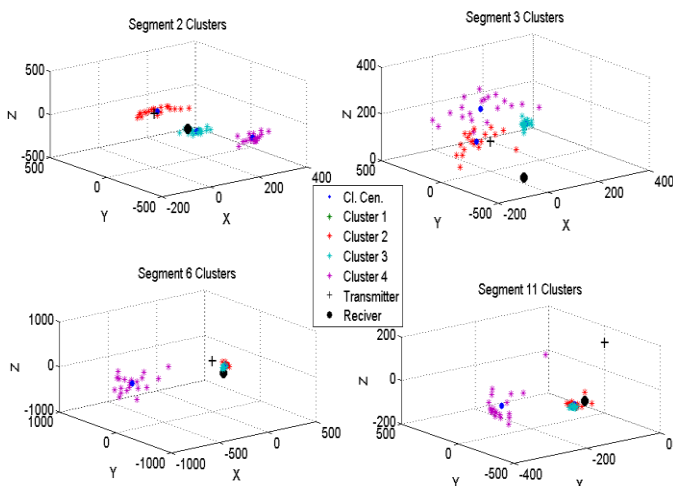 Segment 2 Clusters
500
0
-500
Z
500
0
-500
Y
-200
0
200
400
X
Segment 3 Clusters
400
200
0
Z
500
0
-500
Y
-200
0
200
400
X
Cl. Cen.
Cluster 1
Cluster 2
Cluster 3
Cluster 4
Transmitter
Reciver
Segment 6 Clusters
1000
0
-1000
Z
1000
0
-1000
Y
-1000
-500
0
500
X
Segment 11 Clusters
200
0
-200
Z
500
0
-500
Y
-400
-200
0